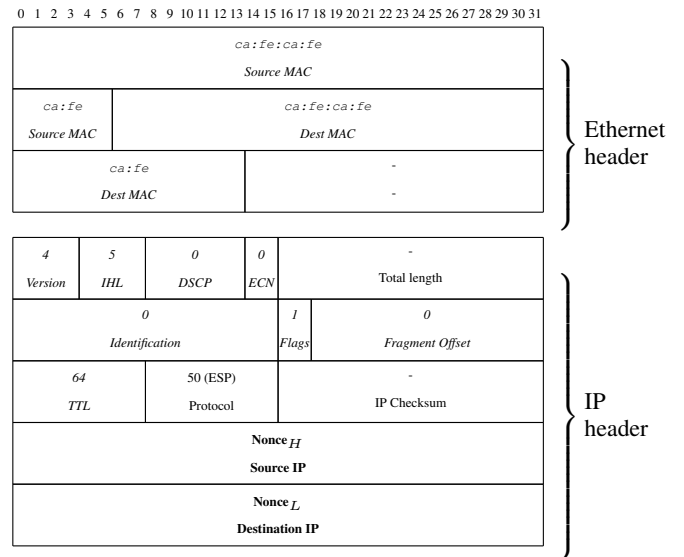 0 1 2 3 4 5 6 7 8 9 10 11 12 13 14 15 16 17 18 19 20 21 22 23 24 25 26 27 28 29 30 31
ca:fe:ca:fe
Source MAC
ca:fe ca:fe:ca:fe
Source MAC Dest MAC
ca:fe -
Dest MAC -
Ethernet
header
4 5 0 0 -
Version IHL DSCP ECN Total length
0 1 0
Identification Flags Fragment Offset
64 50 (ESP) -
TTL Protocol IP Checksum
Nonce H
Source IP
Nonce L
Destination IP
IP
header